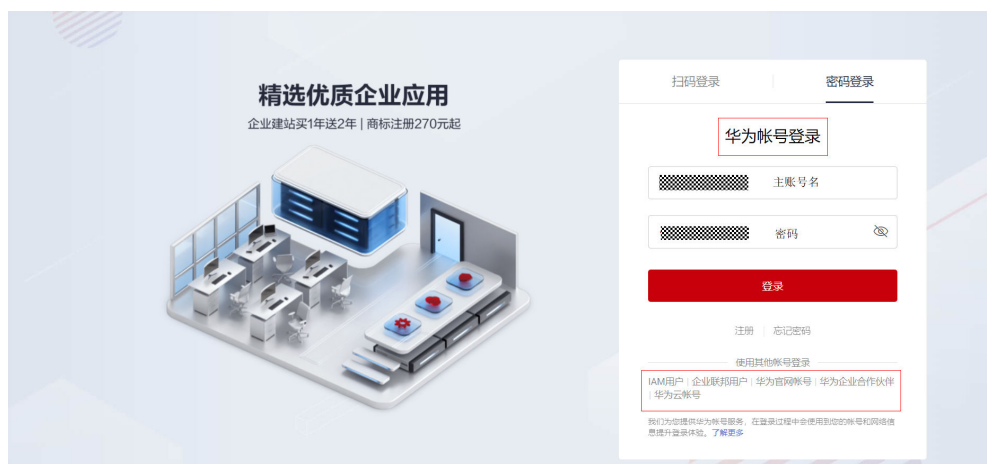 精选优质企业应用
企业建站买1年送2年 | 商标注册270元起
扫码登录
密码登录
华为帐号登录
主账号名
密码
登录
注册 | 忘记密码
使用其他帐号登录
IAM用户 | 企业联邦用户 | 华为官网帐号 | 华为企业合作伙伴
| 华为云帐号
我们为您提供华为帐号服务，在登录过程中会使用到您的帐号和网络信
息提升登录体验。了解更多